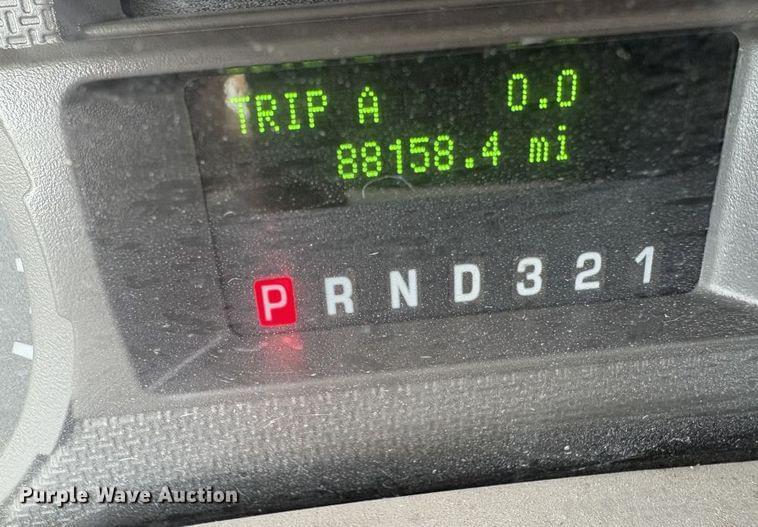 TRIP A 0.0
88158.4 mi
P R N D 3 2 1
Purple Wave Auction